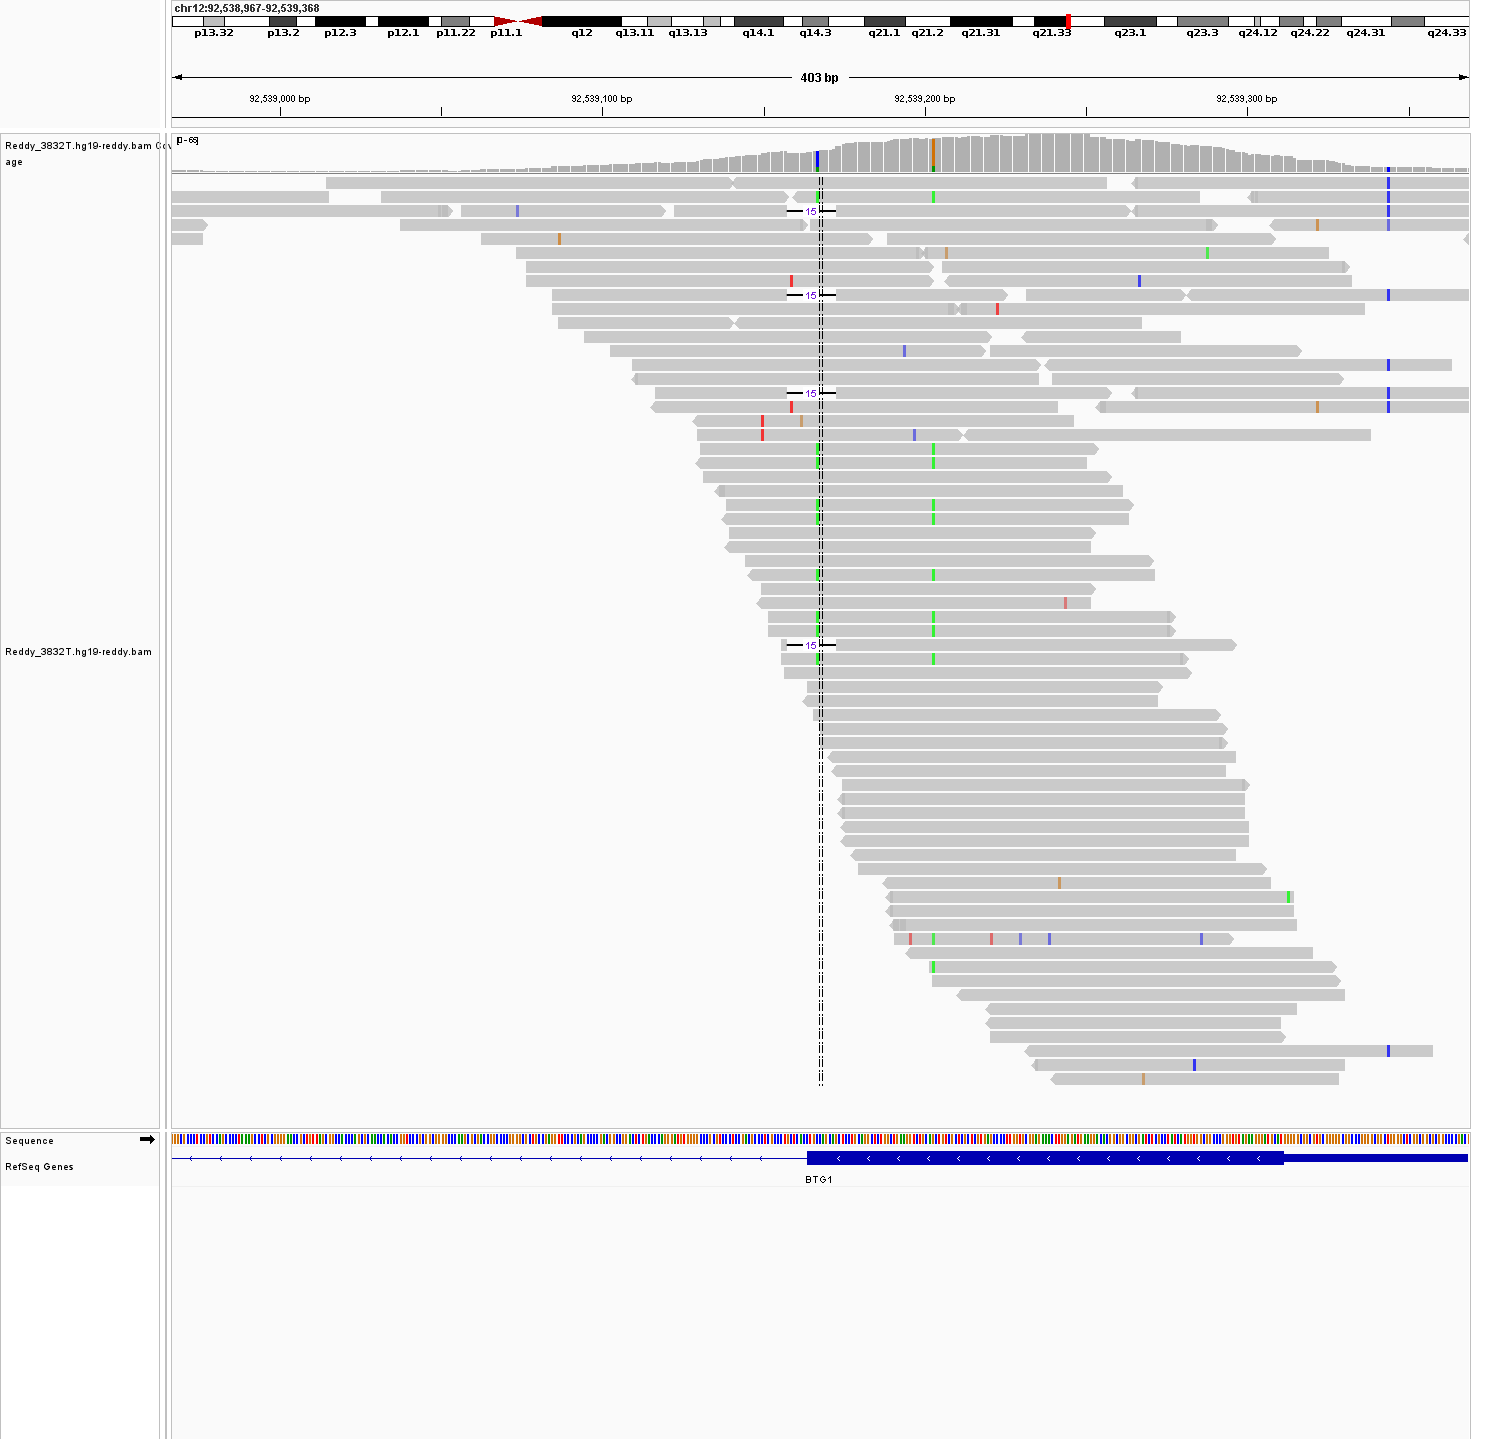 chr12:92,538,967-92,539,368
p13.32 p13.2 p12.3 p12.1 p11.22 p11.1 q12 q13.11 q13.13 q14.1 q14.3 q21.1 q21.2 q21.31 q21.33 q23.1 q23.3 q24.12 q24.22 q24.31 q24.33
403 bp
92,539,000 bp 92,539,100 bp 92,539,200 bp 92,539,300 bp
Reddy_3832T.hg19-reddy.bam Cov
age
15
15
15
15
Reddy_3832T.hg19-reddy.bam
Sequence
RefSeq Genes
BTG1